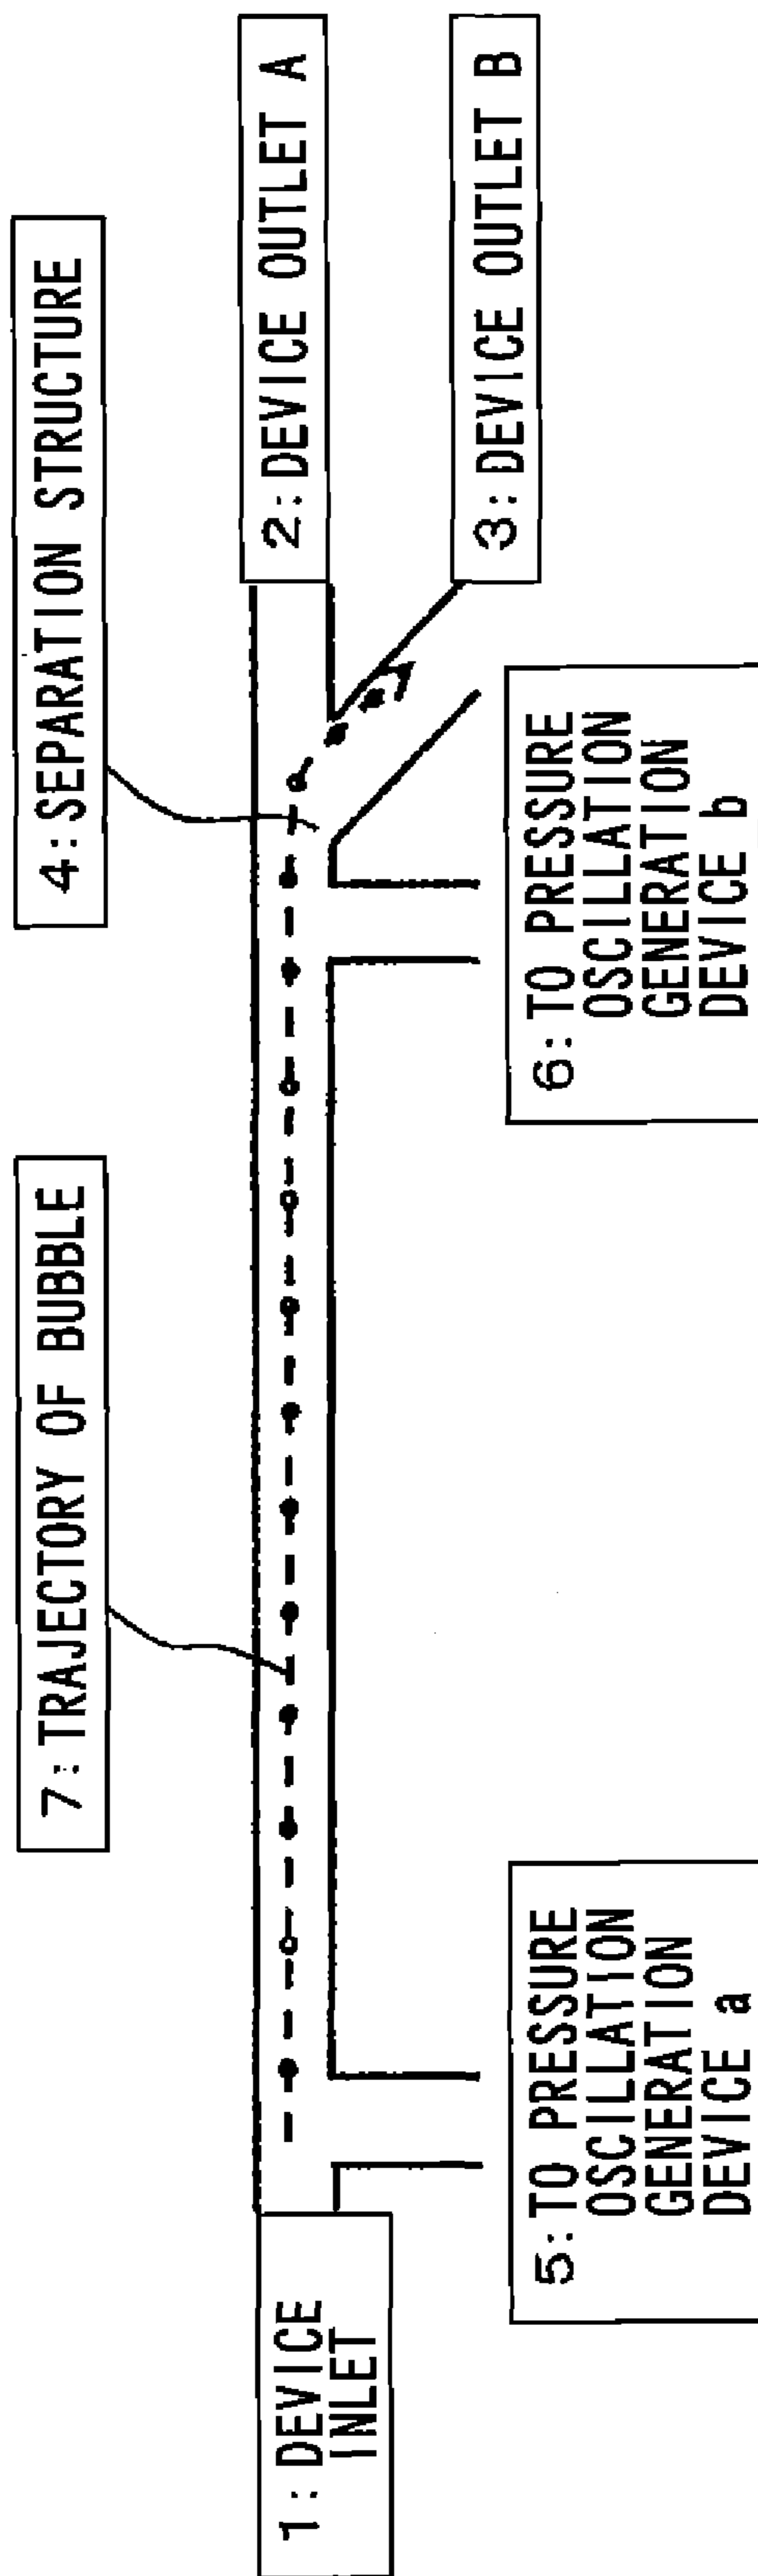 7: TRAJECTORY OF BUBBLE
4: SEPARATION STRUCTURE
1: DEVICE
INLET
2: DEVICE OUTLET A
3: DEVICE OUTLET B
5: TO PRESSURE
OSCILLATION
GENERATION
DEVICE a
6: TO PRESSURE
OSCILLATION
GENERATION
DEVICE b